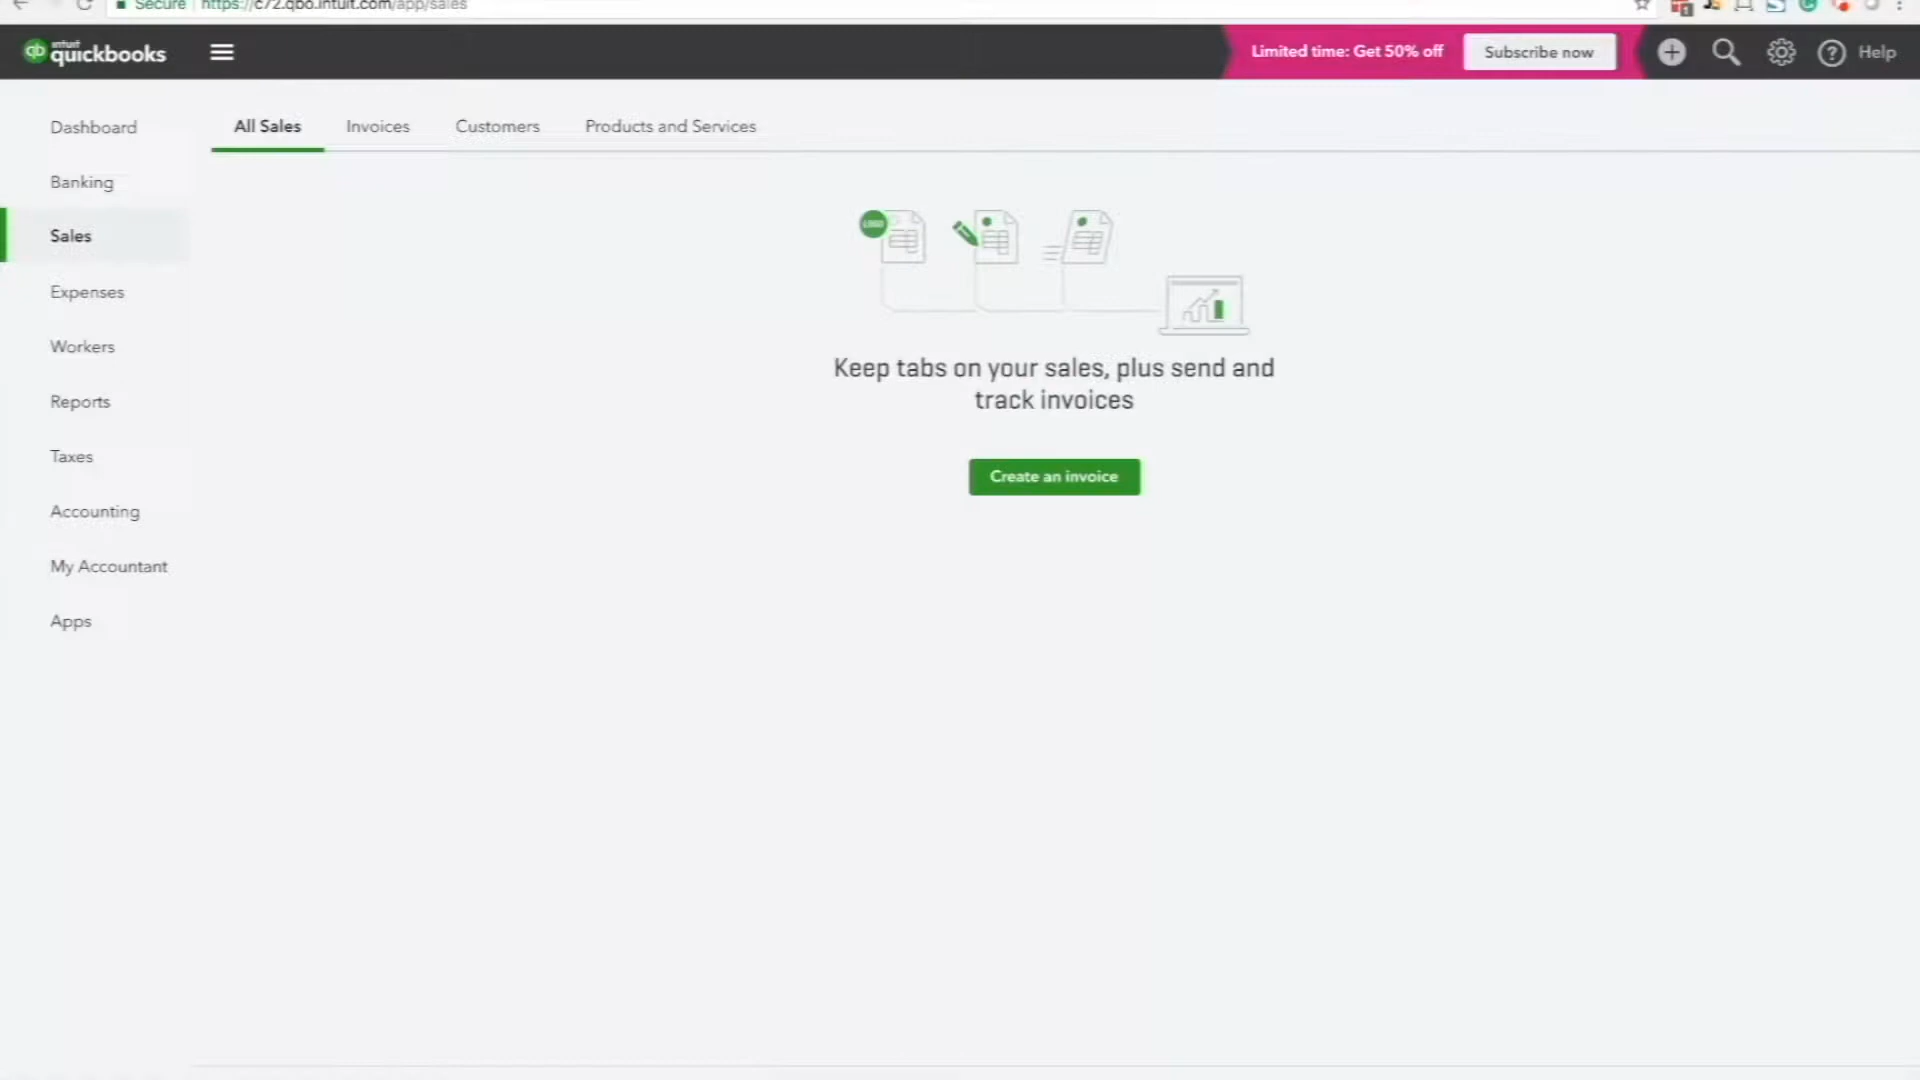 Secure https://c72.qbo.intuit.com/app/sales
intuit
qb quickbooks
Limited time: Get 50% off
Subscribe now
Help
Dashboard
Banking
Sales
Expenses
Workers
Reports
Taxes
Accounting
My Accountant
Apps
All Sales Invoices Customers Products and Services
LOGO
Keep tabs on your sales, plus send and
track invoices
Create an invoice